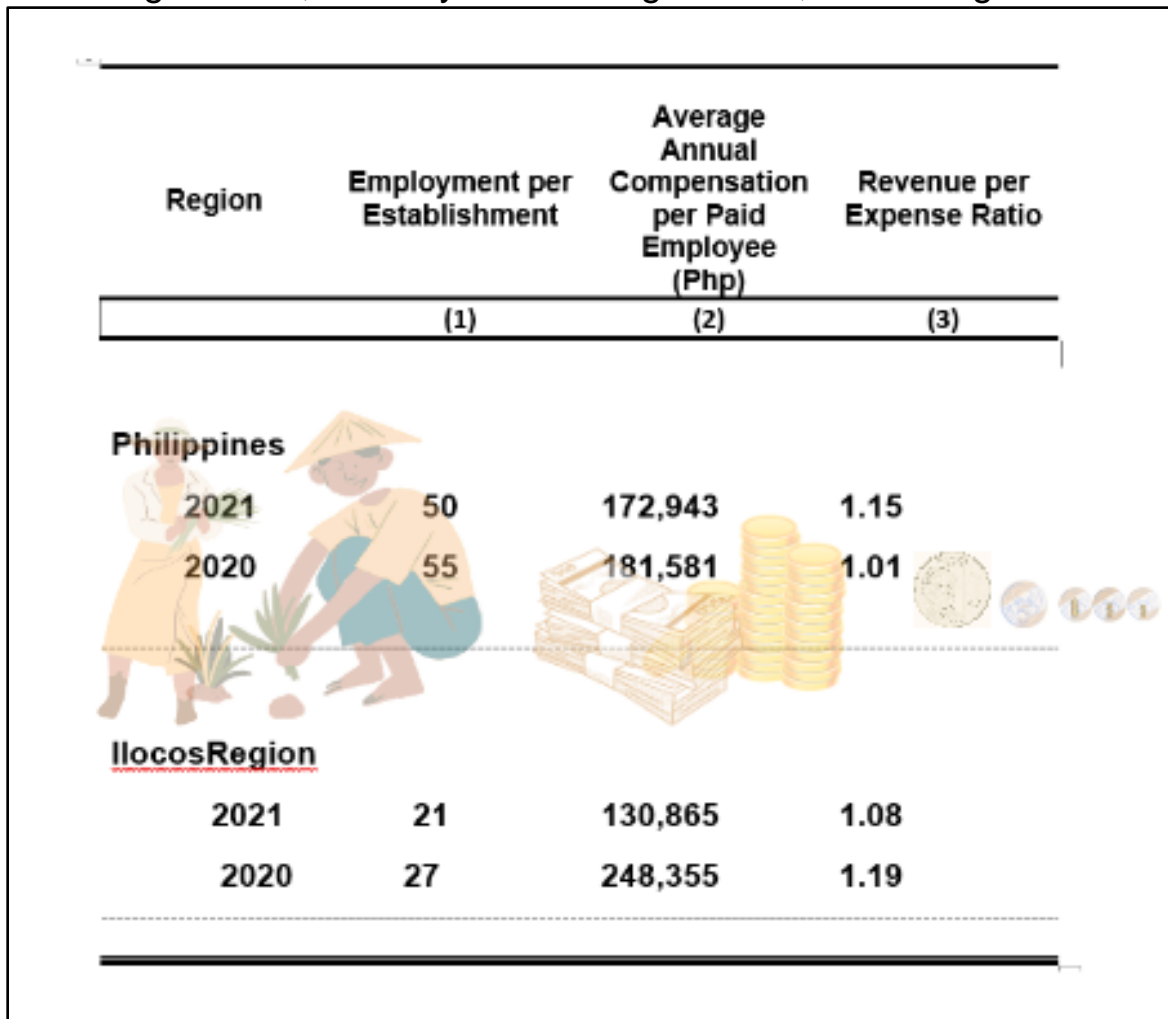 Region
Employment per
Establishment
Average
Annual
Compensation
per Paid
Employee
(Php)
Revenue per
Expense Ratio
(1) (2) (3)
Philippines
2021 50 172,943 1.15
2020 55 181,581 1.01
IlocosRegion
2021 21 130,865 1.08
2020 27 248,355 1.19